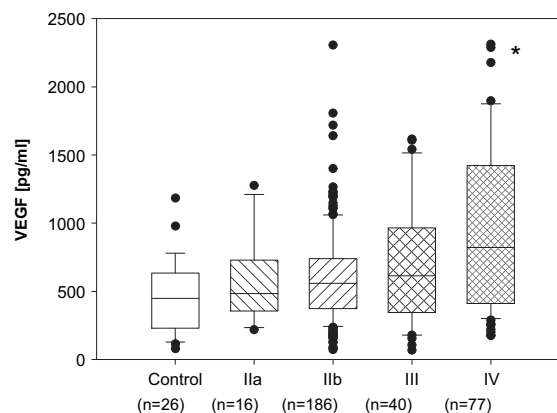 2500
2000
1500
1000
500
0
VEGF [pg/ml]
*
Control IIa IIb III IV
(n=26) (n=16) (n=186) (n=40) (n=77)